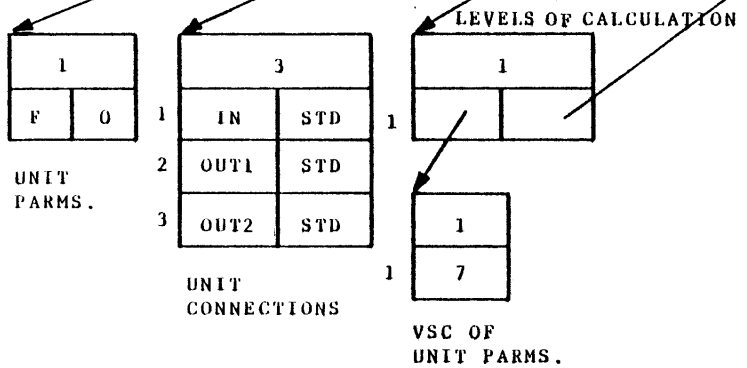 LEVELS OF CALCULATION
1
F O
UNIT
PARMS.
3
1 IN STD
2 OUT1 STD
3 OUT2 STD
UNIT
CONNECTIONS
1
1
1
1 7
VSC OF
UNIT PARMS.